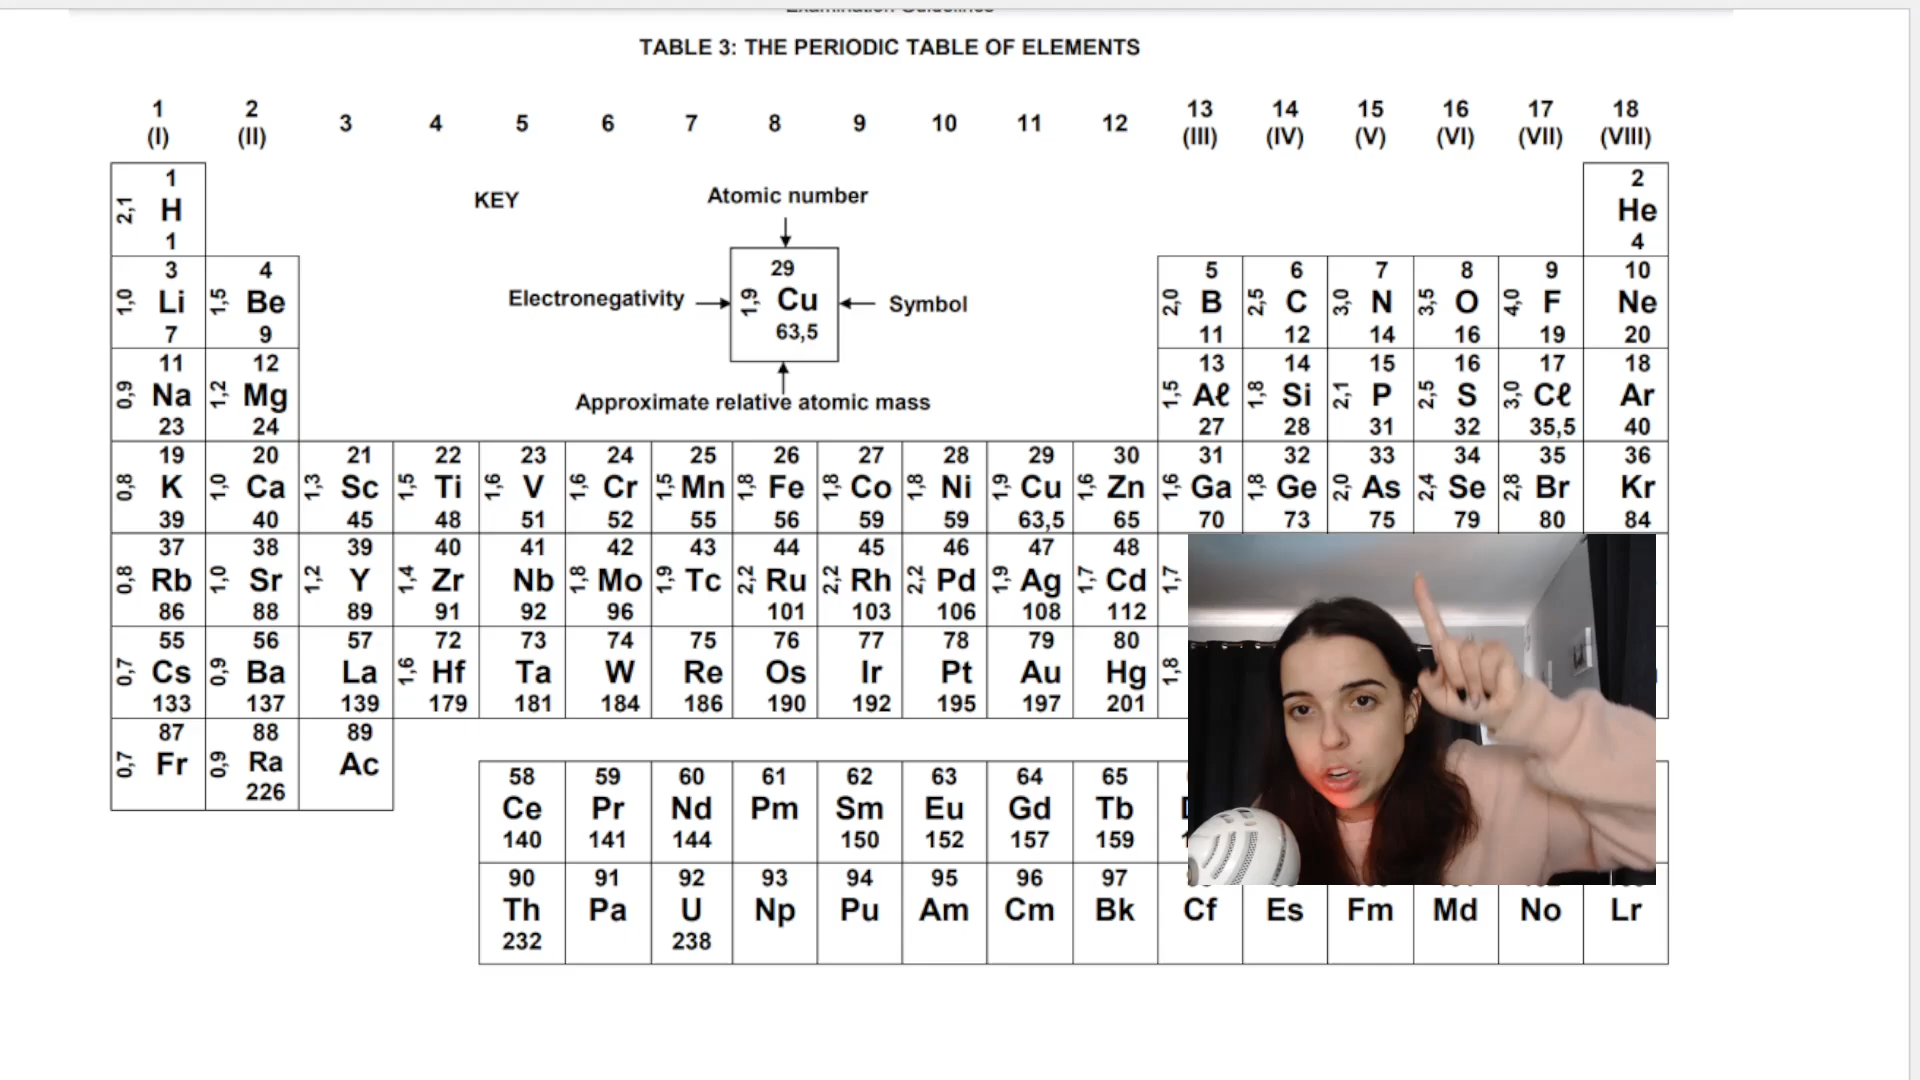 TABLE 3: THE PERIODIC TABLE OF ELEMENTS
1 2 3 4 5 6 7 8 9 10 11 12 13 14 15 16 17 18
(I) (II) (III) (IV) (V) (VI) (VII) (VIII)
KEY
Atomic number
29
Electronegativity 1,9 Cu Symbol
63,5
Approximate relative atomic mass
1 2
2,1 H He
1 4
3 4 5 6 7 8 9 10
1,0 Li 1,5 Be 2,0 B 2,5 C 3,0 N 3,5 O 4,0 F Ne
7 9 11 12 14 16 19 20
11 12 13 14 15 16 17 18
0,9 Na 1,2 Mg 1,5 Aℓ 1,8 Si 2,1 P 2,5 S 3,0 Cℓ Ar
23 24 27 28 31 32 35,5 40
19 20 21 22 23 24 25 26 27 28 29 30 31 32 33 34 35 36
0,8 K 1,0 Ca 1,3 Sc 1,5 Ti 1,6 V 1,6 Cr 1,5 Mn 1,8 Fe 1,8 Co 1,8 Ni 1,9 Cu 1,6 Zn 1,6 Ga 1,8 Ge 2,0 As 2,4 Se 2,8 Br Kr
39 40 45 48 51 52 55 56 59 59 63,5 65 70 73 75 79 80 84
37 38 39 40 41 42 43 44 45 46 47 48
0,8 Rb 1,0 Sr 1,2 Y 1,4 Zr Nb 1,8 Mo 1,9 Tc 2,2 Ru 2,2 Rh 2,2 Pd 1,9 Ag 1,7 Cd 1,7
86 88 89 91 92 96 101 103 106 108 112
55 56 57 72 73 74 75 76 77 78 79 80
0,7 Cs 0,9 Ba La 1,6 Hf Ta W Re Os Ir Pt Au Hg 1,8
133 137 139 179 181 184 186 190 192 195 197 201
87 88 89
0,7 Fr 0,9 Ra Ac
226
58 59 60 61 62 63 64 65
Ce Pr Nd Pm Sm Eu Gd Tb
140 141 144 150 152 157 159
90 91 92 93 94 95 96 97
Th Pa U Np Pu Am Cm Bk Cf Es Fm Md No Lr
232 238